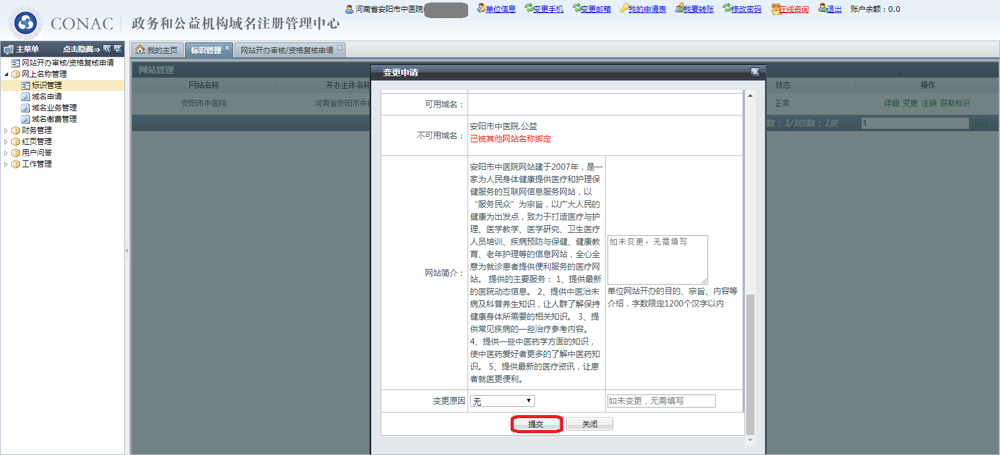 河南省安阳市中医院
单位信息 变更手机 变更邮箱 我的申请表 我要转账 修改密码 在线咨询 退出 账户余额：0.0
CONAC 政务和公益机构域名注册管理中心
主菜单 点击隐藏⇒
我的主页 标识管理 网站开办审核/资格复核申请
网站开办审核/资格复核申请
网上名称管理
标识管理
域名申请
域名业务管理
域名缴费管理
财务管理
红页管理
用户问答
工作管理
网站管理
网站名称 开办主体名称 状态 操作
安阳市中医院 河南省安阳市中医 正常 详细 变更 注销 获取标识
数：1/1总数：1条 1 GO
变更申请
可用域名：
不可用域名：
安阳市中医院.公益
已被其他网站名称绑定
网站简介：
安阳市中医院网站建于2007年，是一
家为人民身体健康提供医疗和护理保
健服务的互联网信息服务网站，以
“服务民众”为宗旨，以广大人民的
健康为出发点，致力于打造医疗与护
理、医学教学、医学研究、卫生医疗
人员培训、疾病预防与保健、健康教
育、老年护理等的信息网站，全心全
意为就诊患者提供便利服务的医疗网
站。 提供的主要服务： 1、提供最新
的医院动态信息。 2、提供中医治未
病及科普养生知识，让人群了解保持
健康身体所需要的相关知识。 3、提
供常见疾病的一些治疗参考内容。
4、提供一些中医药学方面的知识，
使中医药爱好者更多的了解中医药知
识。 5、提供最新的医疗资讯，让患
者就医更便利。
如未变更，无需填写
单位网站开办的目的、宗旨、内容等
介绍，字数限定1200个汉字以内
变更原因 无 如未变更，无需填写
提交 关闭